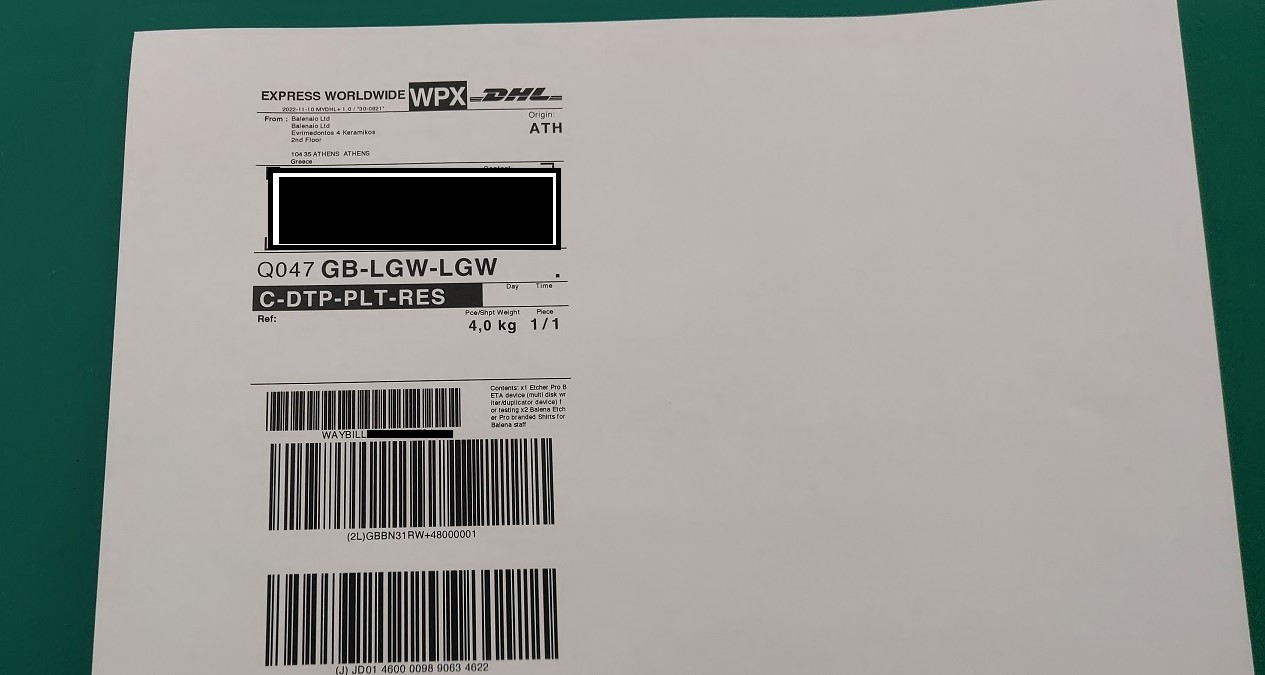 EXPRESS WORLDWIDE WPX DHL
2022-11-10 MYDHL+ 1.0 / *30-0821*
From : Balenaio Ltd
Balenaio Ltd
Evrimedontos 4 Keramikos
2nd Floor
10435 ATHENS ATHENS
Greece
Origin:
ATH
Contact:
Q047 GB-LGW-LGW .
C-DTP-PLT-RES
Day Time
Ref:
Pce/Shpt Weight Piece
4,0 kg 1/1
Contents: x1 Etcher Pro B
ETA device (multi disk wr
iter/duplicator device) f
or testing x2 Balena Etch
er Pro branded Shirts for
Balena staff
WAYBILL
(2L)GBBN31RW+48000001
(J) JD01 4600 0098 9063 4622